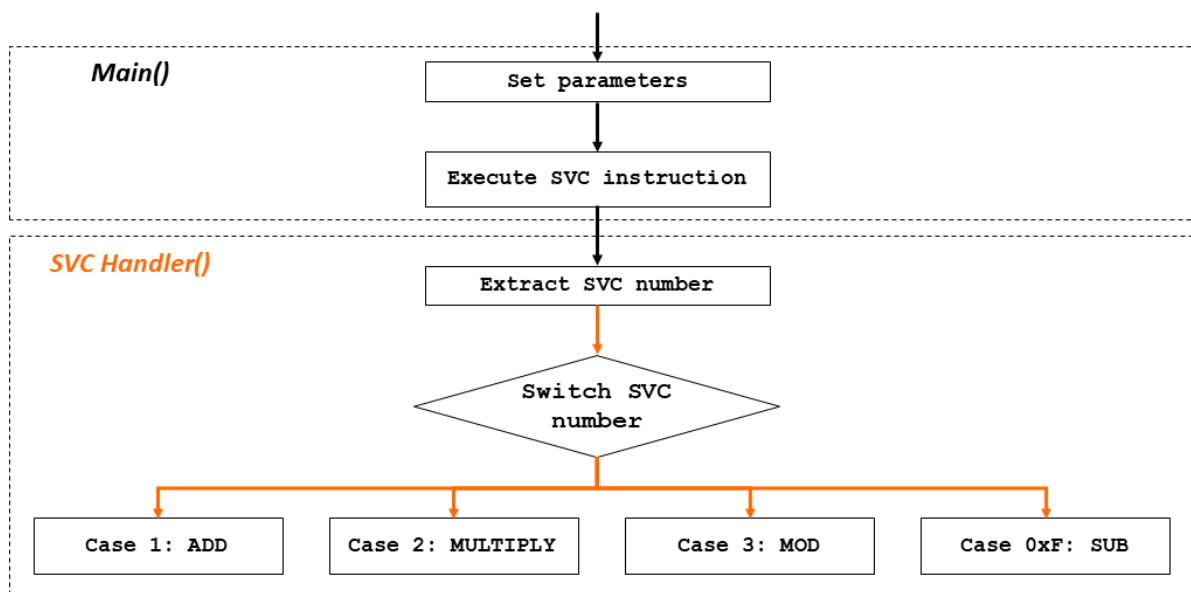 Main()
Set parameters
Execute SVC instruction
SVC Handler()
Extract SVC number
Switch SVC
number
Case 1: ADD
Case 2: MULTIPLY
Case 3: MOD
Case 0xF: SUB